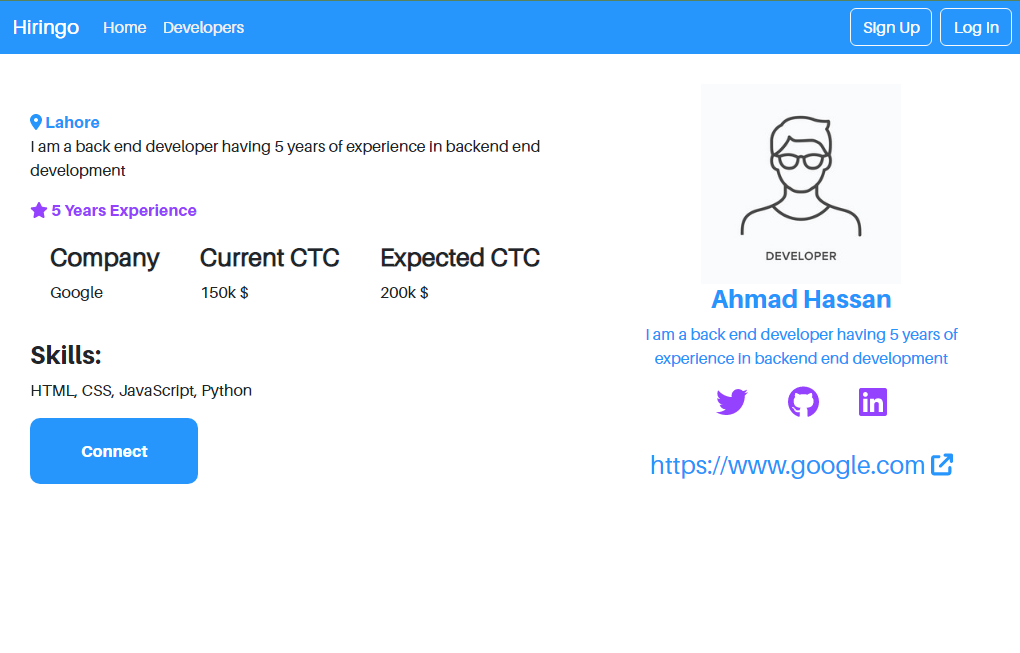 Hiringo Home Developers Sign Up Log In
Lahore
I am a back end developer having 5 years of experience in backend end
development
5 Years Experience
Company Current CTC Expected CTC
Google 150k $ 200k $
Skills:
HTML, CSS, JavaScript, Python
Connect
DEVELOPER
Ahmad Hassan
I am a back end developer having 5 years of
experience in backend end development
https://www.google.com